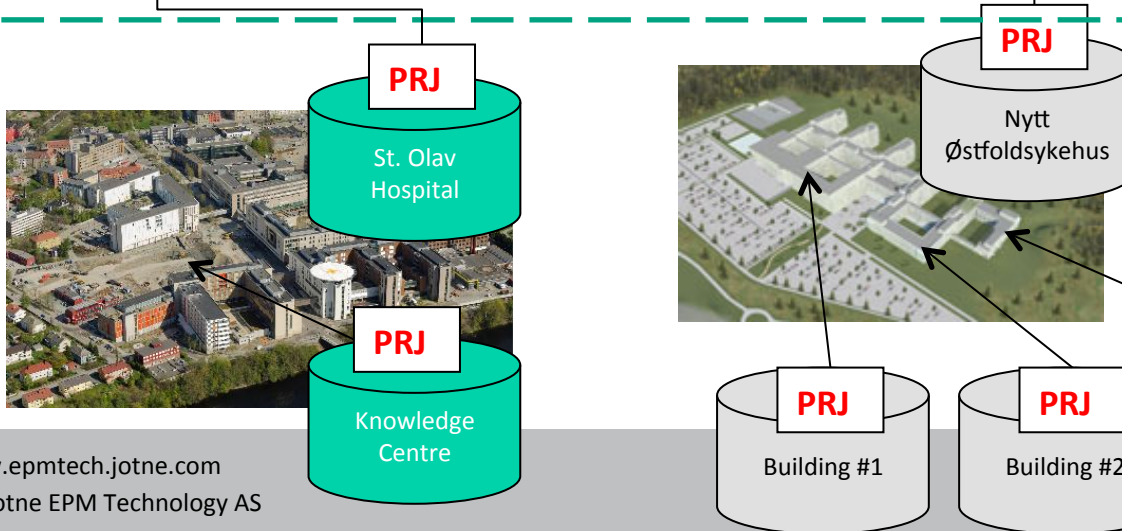 PRJ
St. Olav
Hospital
PRJ
Knowledge
Centre
PRJ
Nytt
Østfoldsykehus
PRJ
Building #1
PRJ
Building #2
.epmtech.jotne.com
otne EPM Technology AS